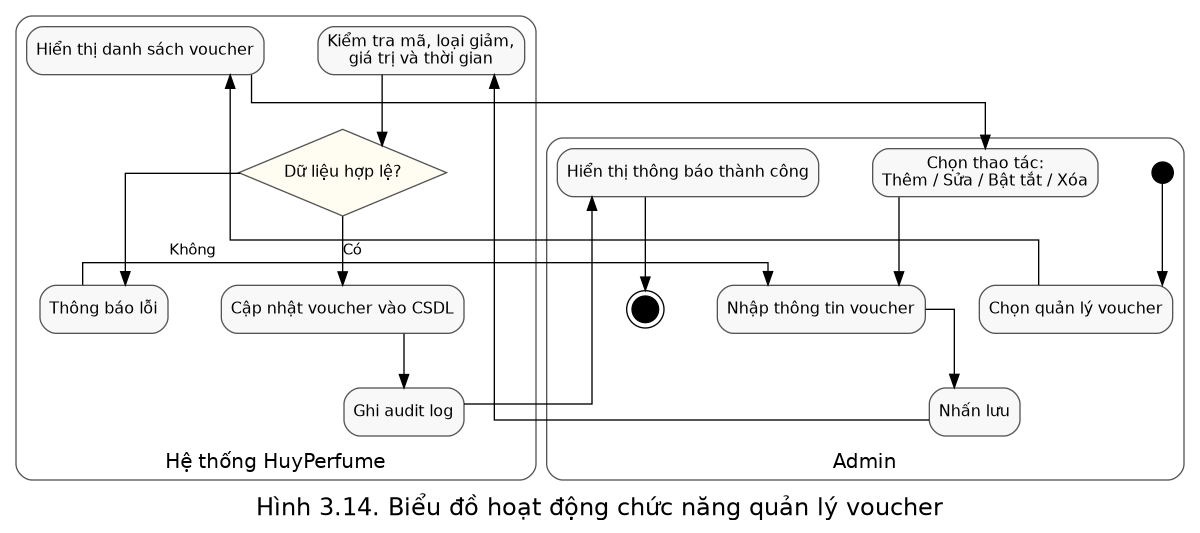 Hiển thị danh sách voucher
Kiểm tra mã, loại giảm,
giá trị và thời gian
Dữ liệu hợp lệ?
Hiển thị thông báo thành công
Chọn thao tác:
Thêm / Sửa / Bật tắt / Xóa
Không
Có
Thông báo lỗi
Cập nhật voucher vào CSDL
Nhập thông tin voucher
Chọn quản lý voucher
Ghi audit log
Nhấn lưu
Hệ thống HuyPerfume
Admin
Hình 3.14. Biểu đồ hoạt động chức năng quản lý voucher